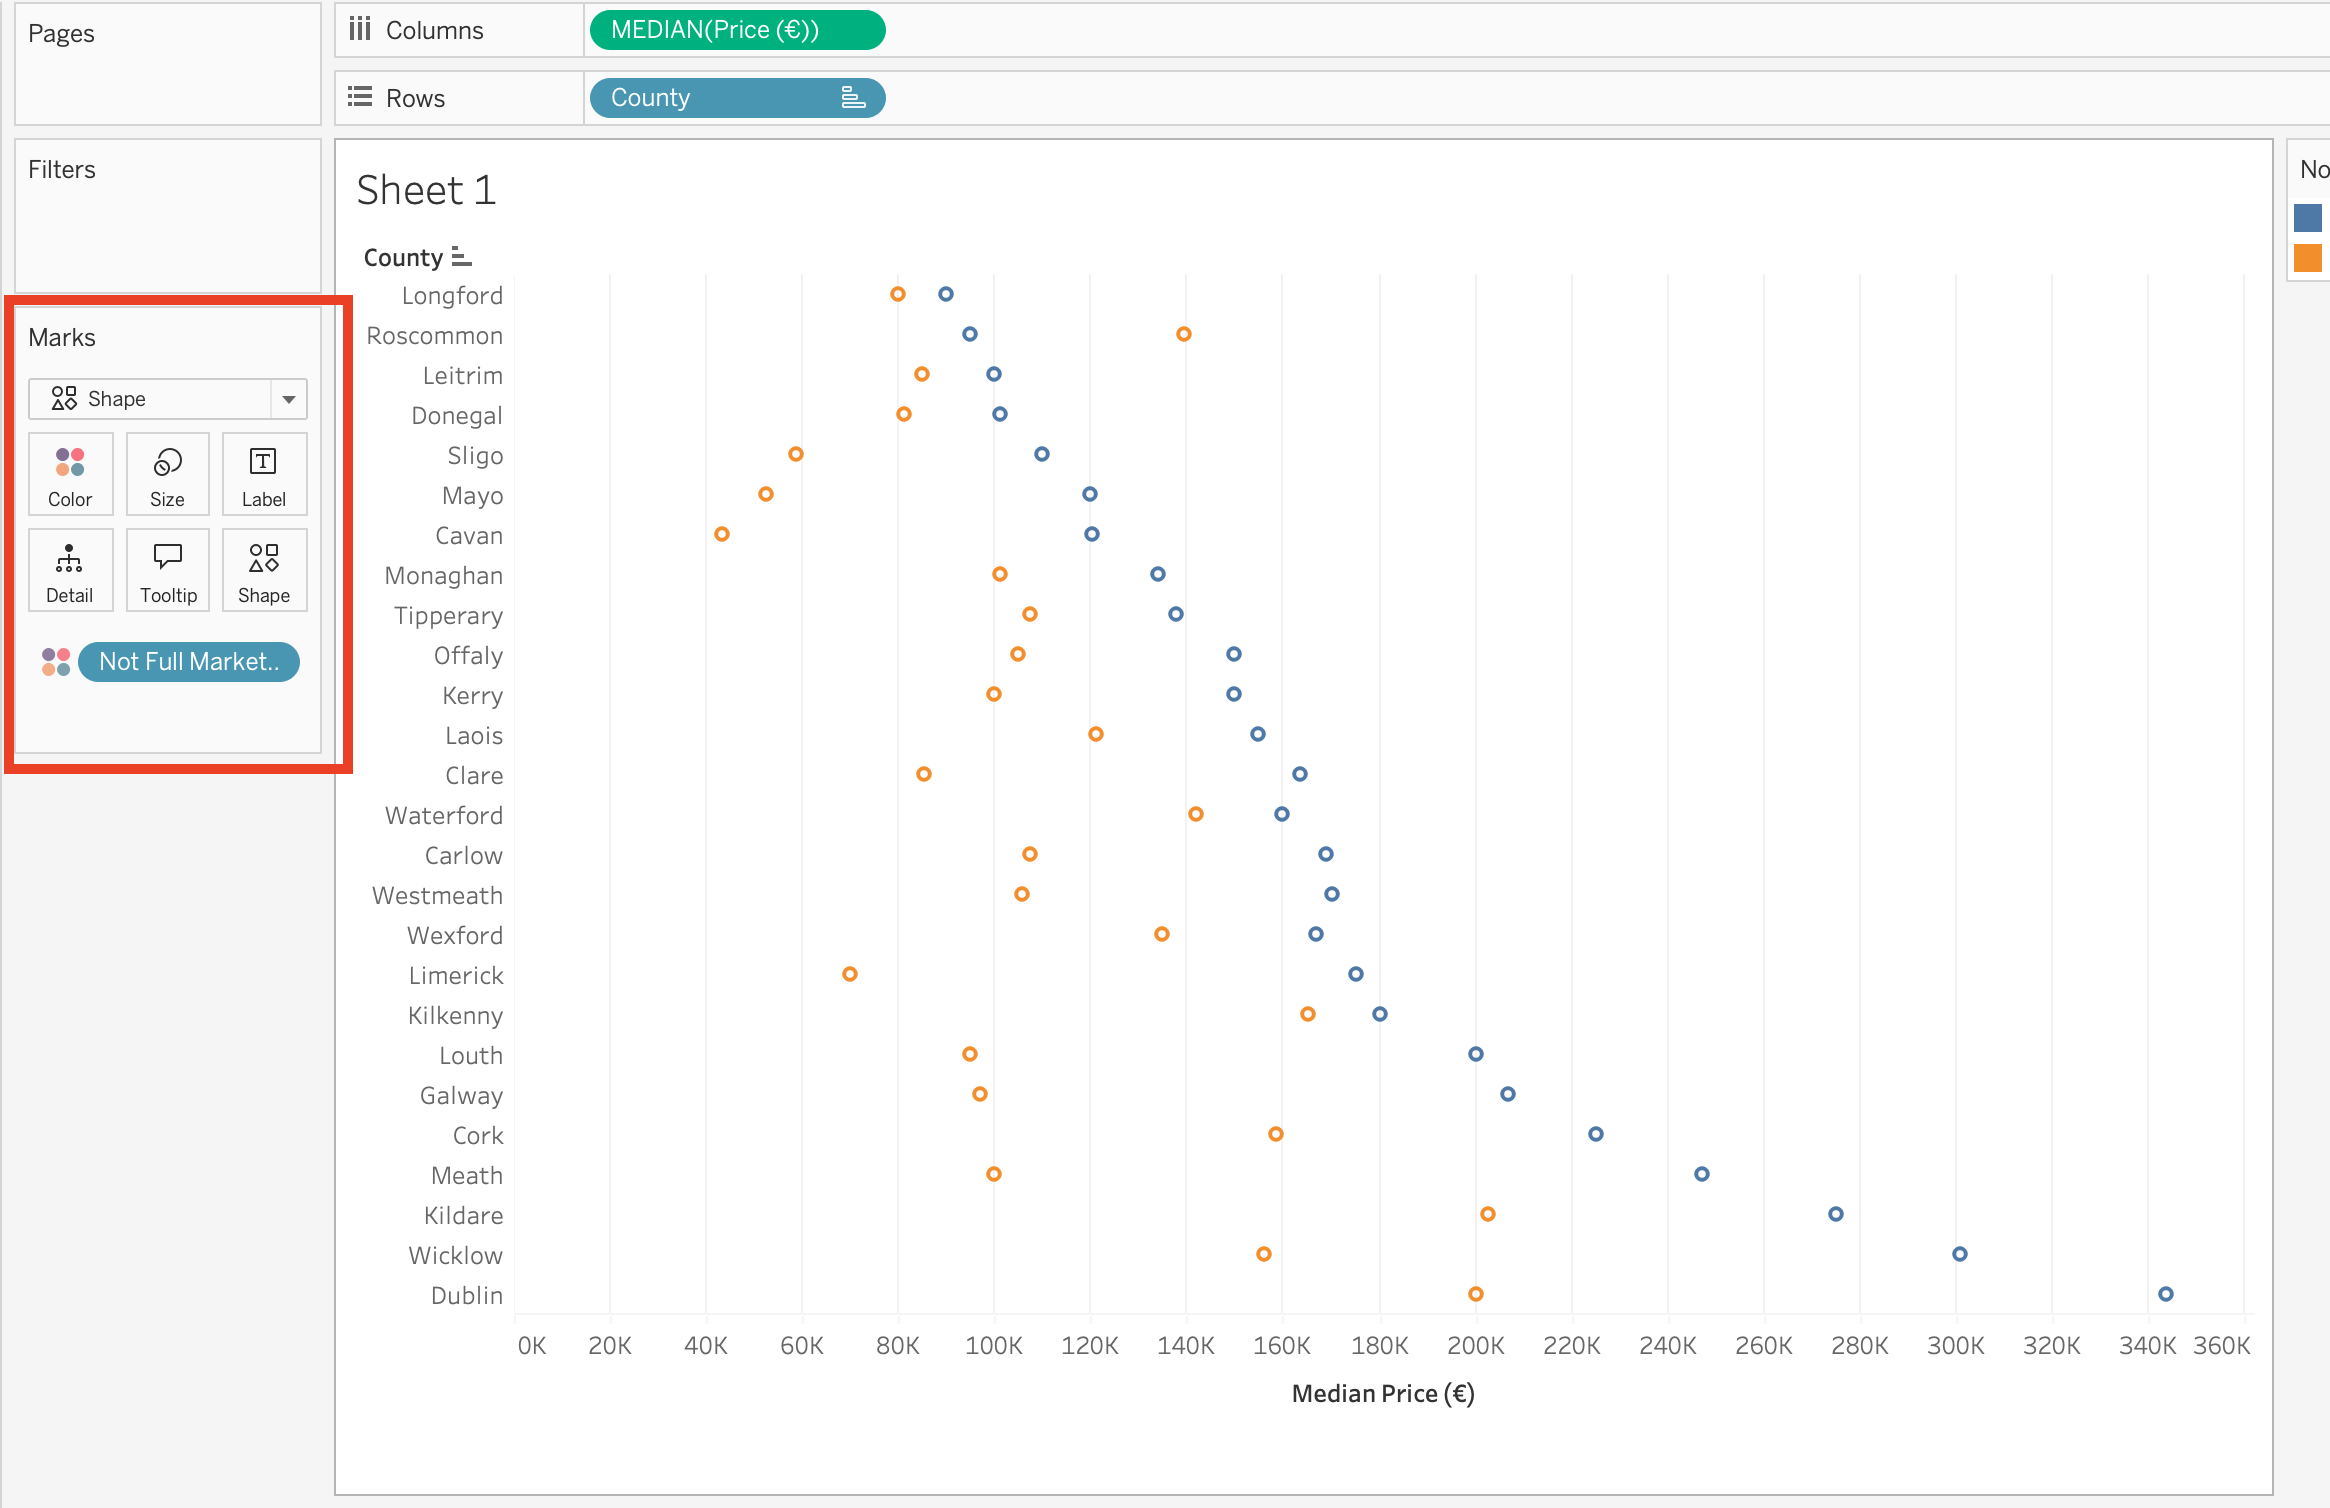 Pages
Columns
MEDIAN(Price (€))
Rows
County
Filters
Marks
Shape
Color
Size
Label
Detail
Tooltip
Shape
Not Full Market..
Sheet 1
County
Longford
Roscommon
Leitrim
Donegal
Sligo
Mayo
Cavan
Monaghan
Tipperary
Offaly
Kerry
Laois
Clare
Waterford
Carlow
Westmeath
Wexford
Limerick
Kilkenny
Louth
Galway
Cork
Meath
Kildare
Wicklow
Dublin
0K 20K 40K 60K 80K 100K 120K 140K 160K 180K 200K 220K 240K 260K 280K 300K 320K 340K 360K
Median Price (€)
No